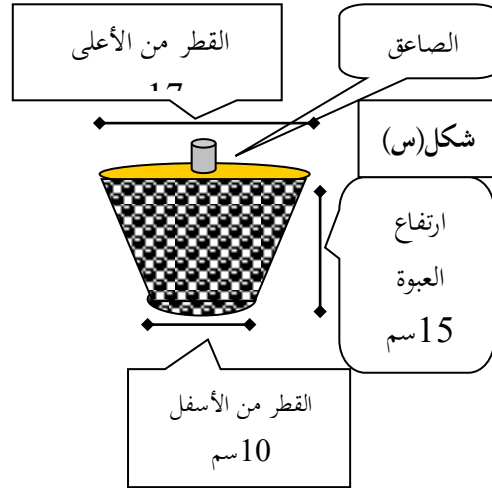 القطر من الأعلى
الصاعق
شكل(س)
ارتفاع
العبوة
15سم
القطر من الأسفل
10سم